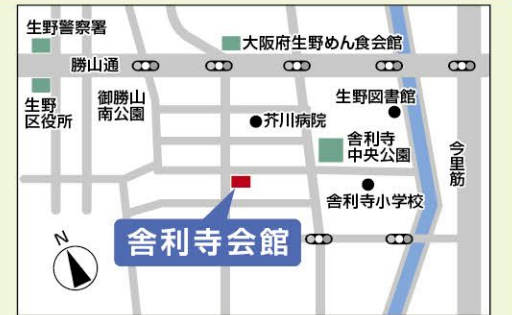 生野警察署
大阪府生野めん食会館
勝山通
生野
区役所
御勝山
南公園
生野図書館
芥川病院
舎利寺
中央公園
今里筋
舎利寺小学校
舎利寺会館
N